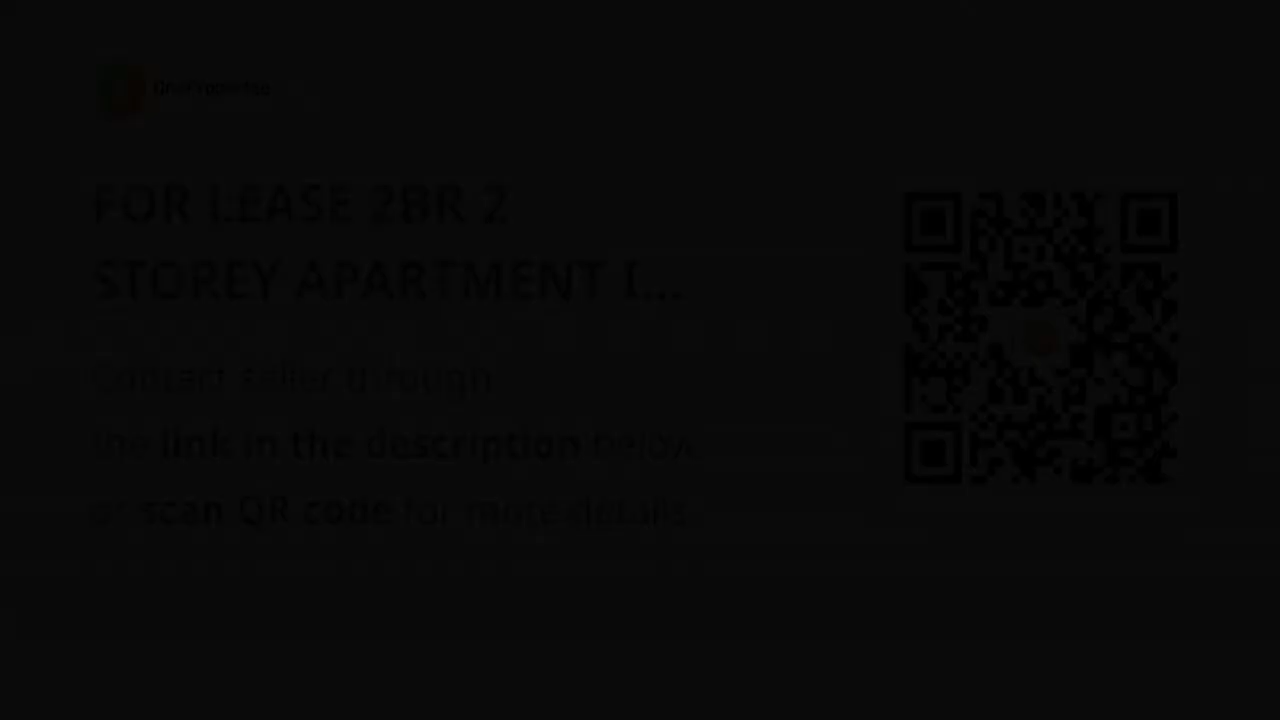 OnePropertee
FOR LEASE 2BR 2
STOREY APARTMENT I...
Contact seller through
the link in the description below
or scan QR code for more details.